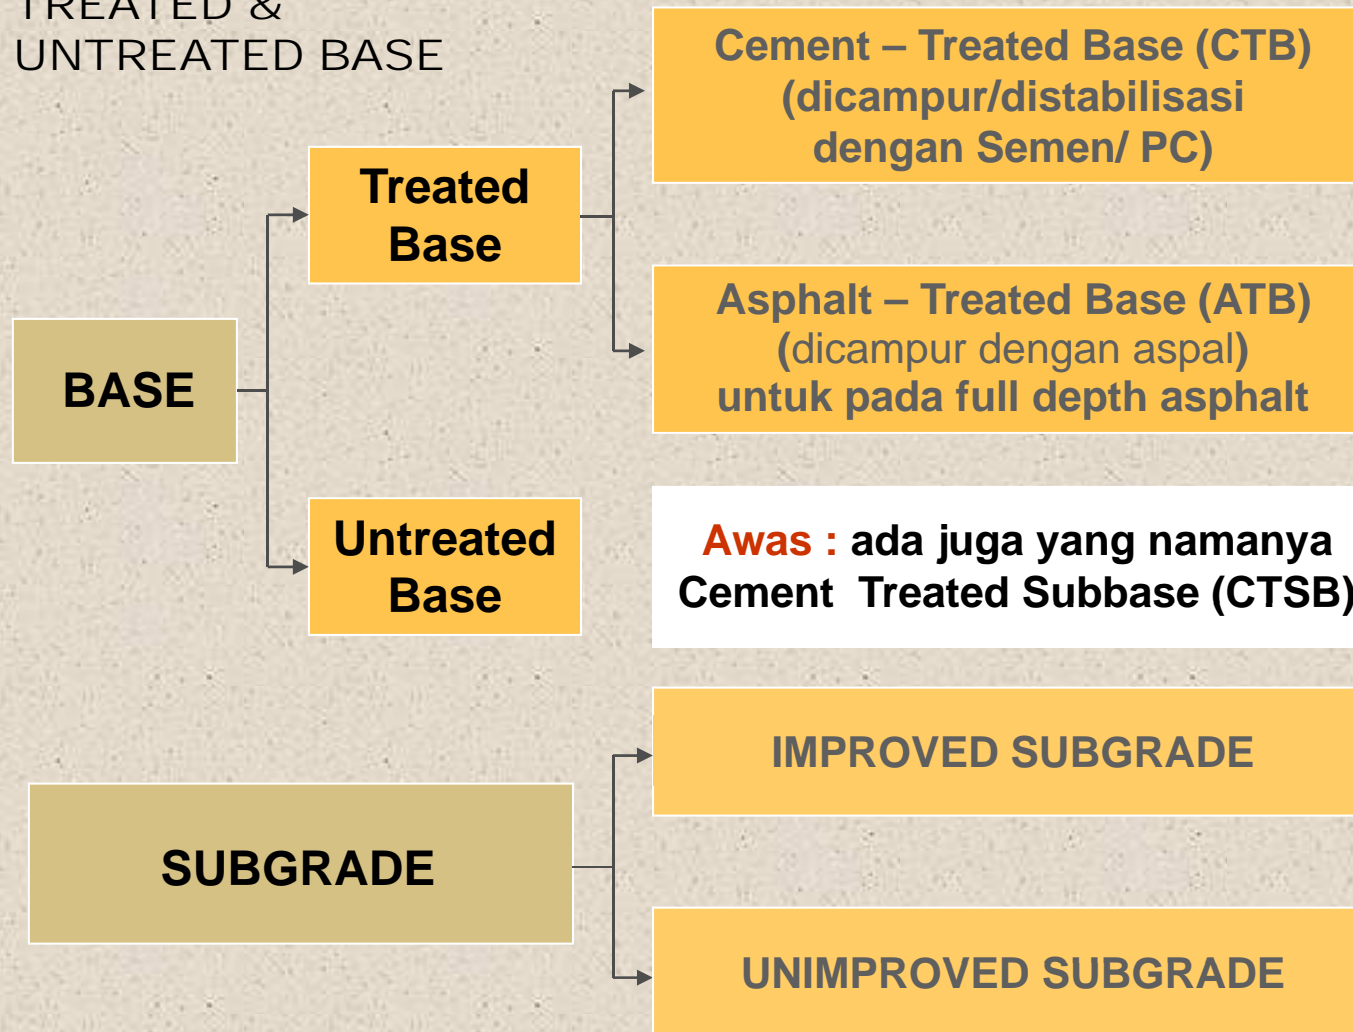 TREATED &
UNTREATED BASE
Cement – Treated Base (CTB)
(dicampur/distabilisasi
dengan Semen/ PC)
Treated
Base
Asphalt – Treated Base (ATB)
(dicampur dengan aspal)
untuk pada full depth asphalt
BASE
Untreated
Base
Awas : ada juga yang namanya
Cement Treated Subbase (CTSB)
IMPROVED SUBGRADE
SUBGRADE
UNIMPROVED SUBGRADE